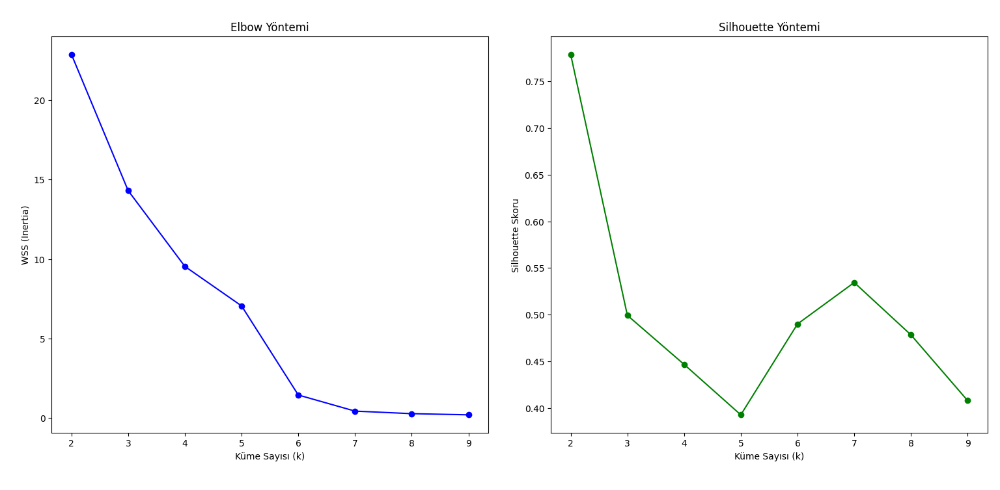 Elbow Yöntemi
WSS (Inertia)
20
15
10
5
0
2 3 4 5 6 7 8 9
Küme Sayısı (k)
Silhouette Yöntemi
Silhouette Skoru
0.75
0.70
0.65
0.60
0.55
0.50
0.45
0.40
2 3 4 5 6 7 8 9
Küme Sayısı (k)